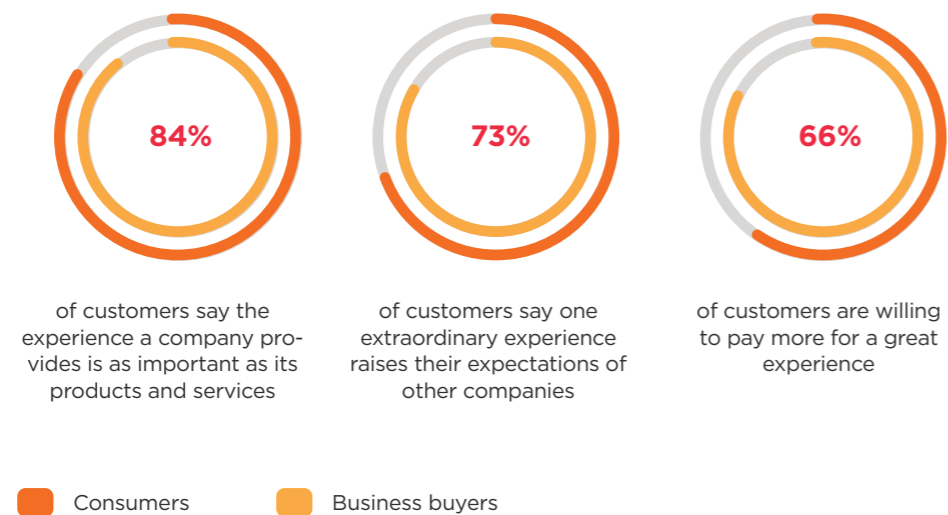 84%
of customers say the
experience a company pro-
vides is as important as its
products and services
73%
of customers say one
extraordinary experience
raises their expectations of
other companies
66%
of customers are willing
to pay more for a great
experience
Consumers
Business buyers